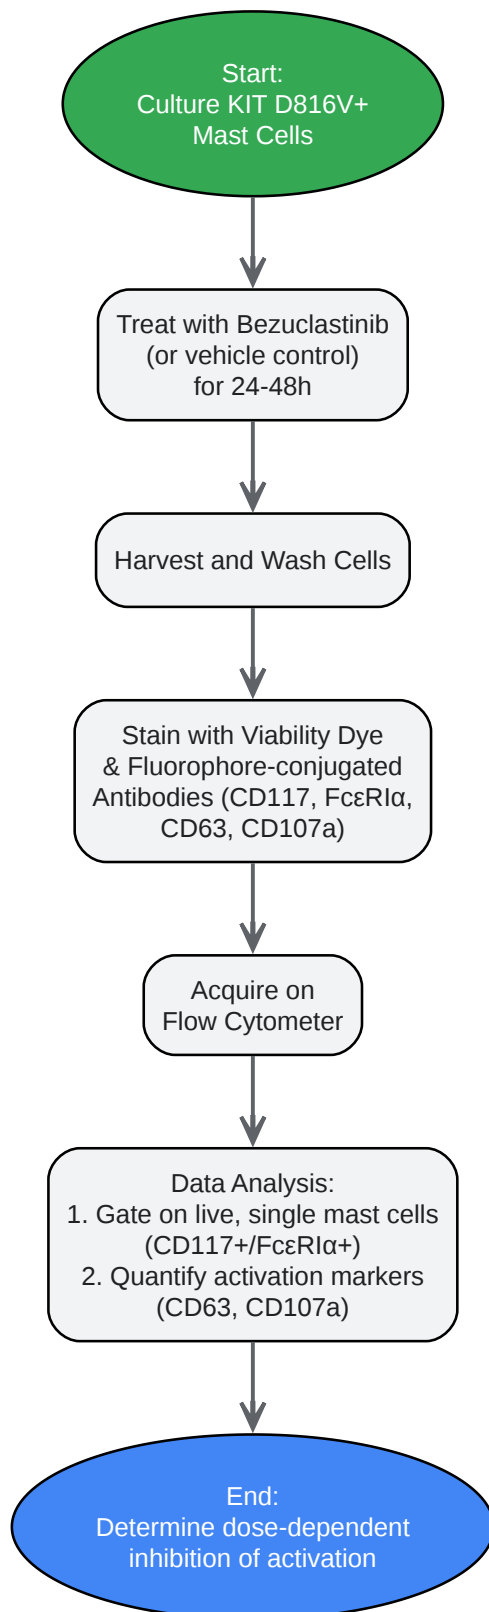 Start:
Culture KIT D816V+
Mast Cells
Treat with Bezuclastinib
(or vehicle control)
for 24-48h
Harvest and Wash Cells
Stain with Viability Dye
& Fluorophore-conjugated
Antibodies (CD117, FcεRIα,
CD63, CD107a)
Acquire on
Flow Cytometer
Data Analysis:
1. Gate on live, single mast cells
(CD117+/FcεRIα+)
2. Quantify activation markers
(CD63, CD107a)
End:
Determine dose-dependent
inhibition of activation